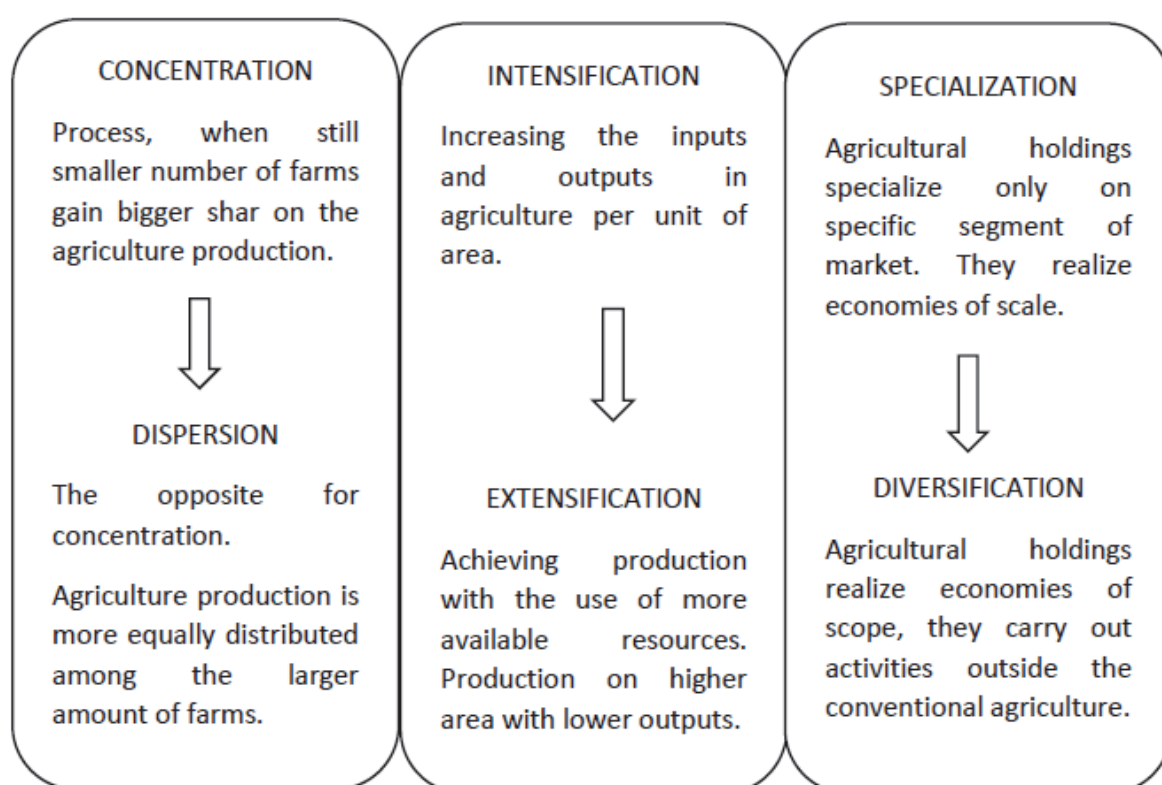 CONCENTRATION
Process, when still
smaller number of farms
gain bigger shar on the
agriculture production.
DISPERSION
The opposite for
concentration.
Agriculture production is
more equally distributed
among the larger
amount of farms.
INTENSIFICATION
Increasing the inputs
and outputs in
agriculture per unit of
area.
EXTENSIFICATION
Achieving production
with the use of more
available resources.
Production on higher
area with lower outputs.
SPECIALIZATION
Agricultural holdings
specialize only on
specific segment of
market. They realize
economies of scale.
DIVERSIFICATION
Agricultural holdings
realize economies of
scope, they carry out
activities outside the
conventional agriculture.